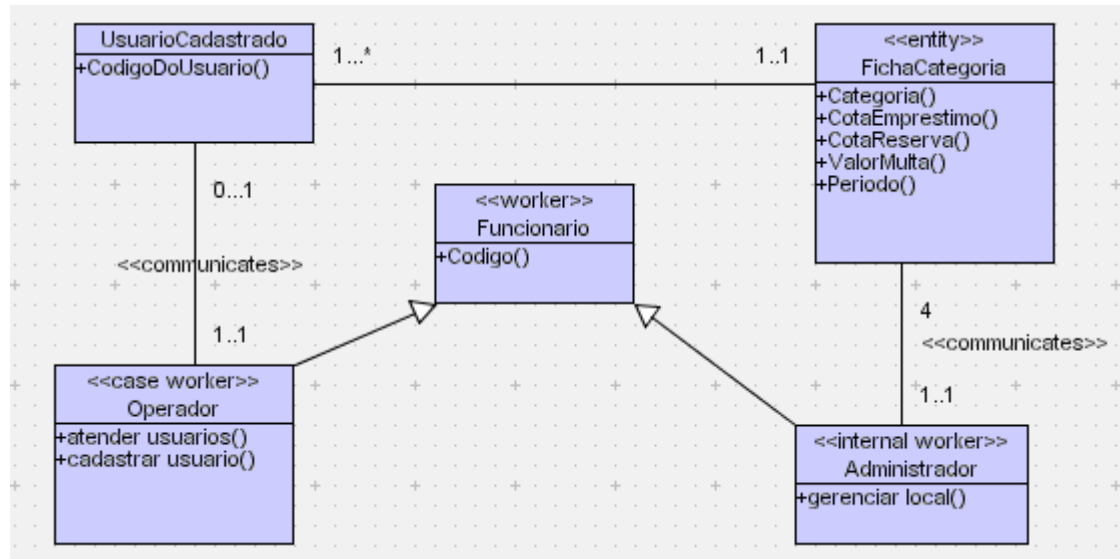 UsuarioCadastrado
+CodigoDoUsuario()
1...*
1..1
<<entity>>
FichaCategoria
+Categoria()
+CotaEmprestimo()
+CotaReserva()
+ValorMulta()
+Periodo()
0...1
<<communicates>>
1..1
<<worker>>
Funcionario
+Codigo()
4
<<communicates>>
1..1
<<case worker>>
Operador
+atender usuarios()
+cadastrar usuario()
<<internal worker>>
Administrador
+gerenciar local()